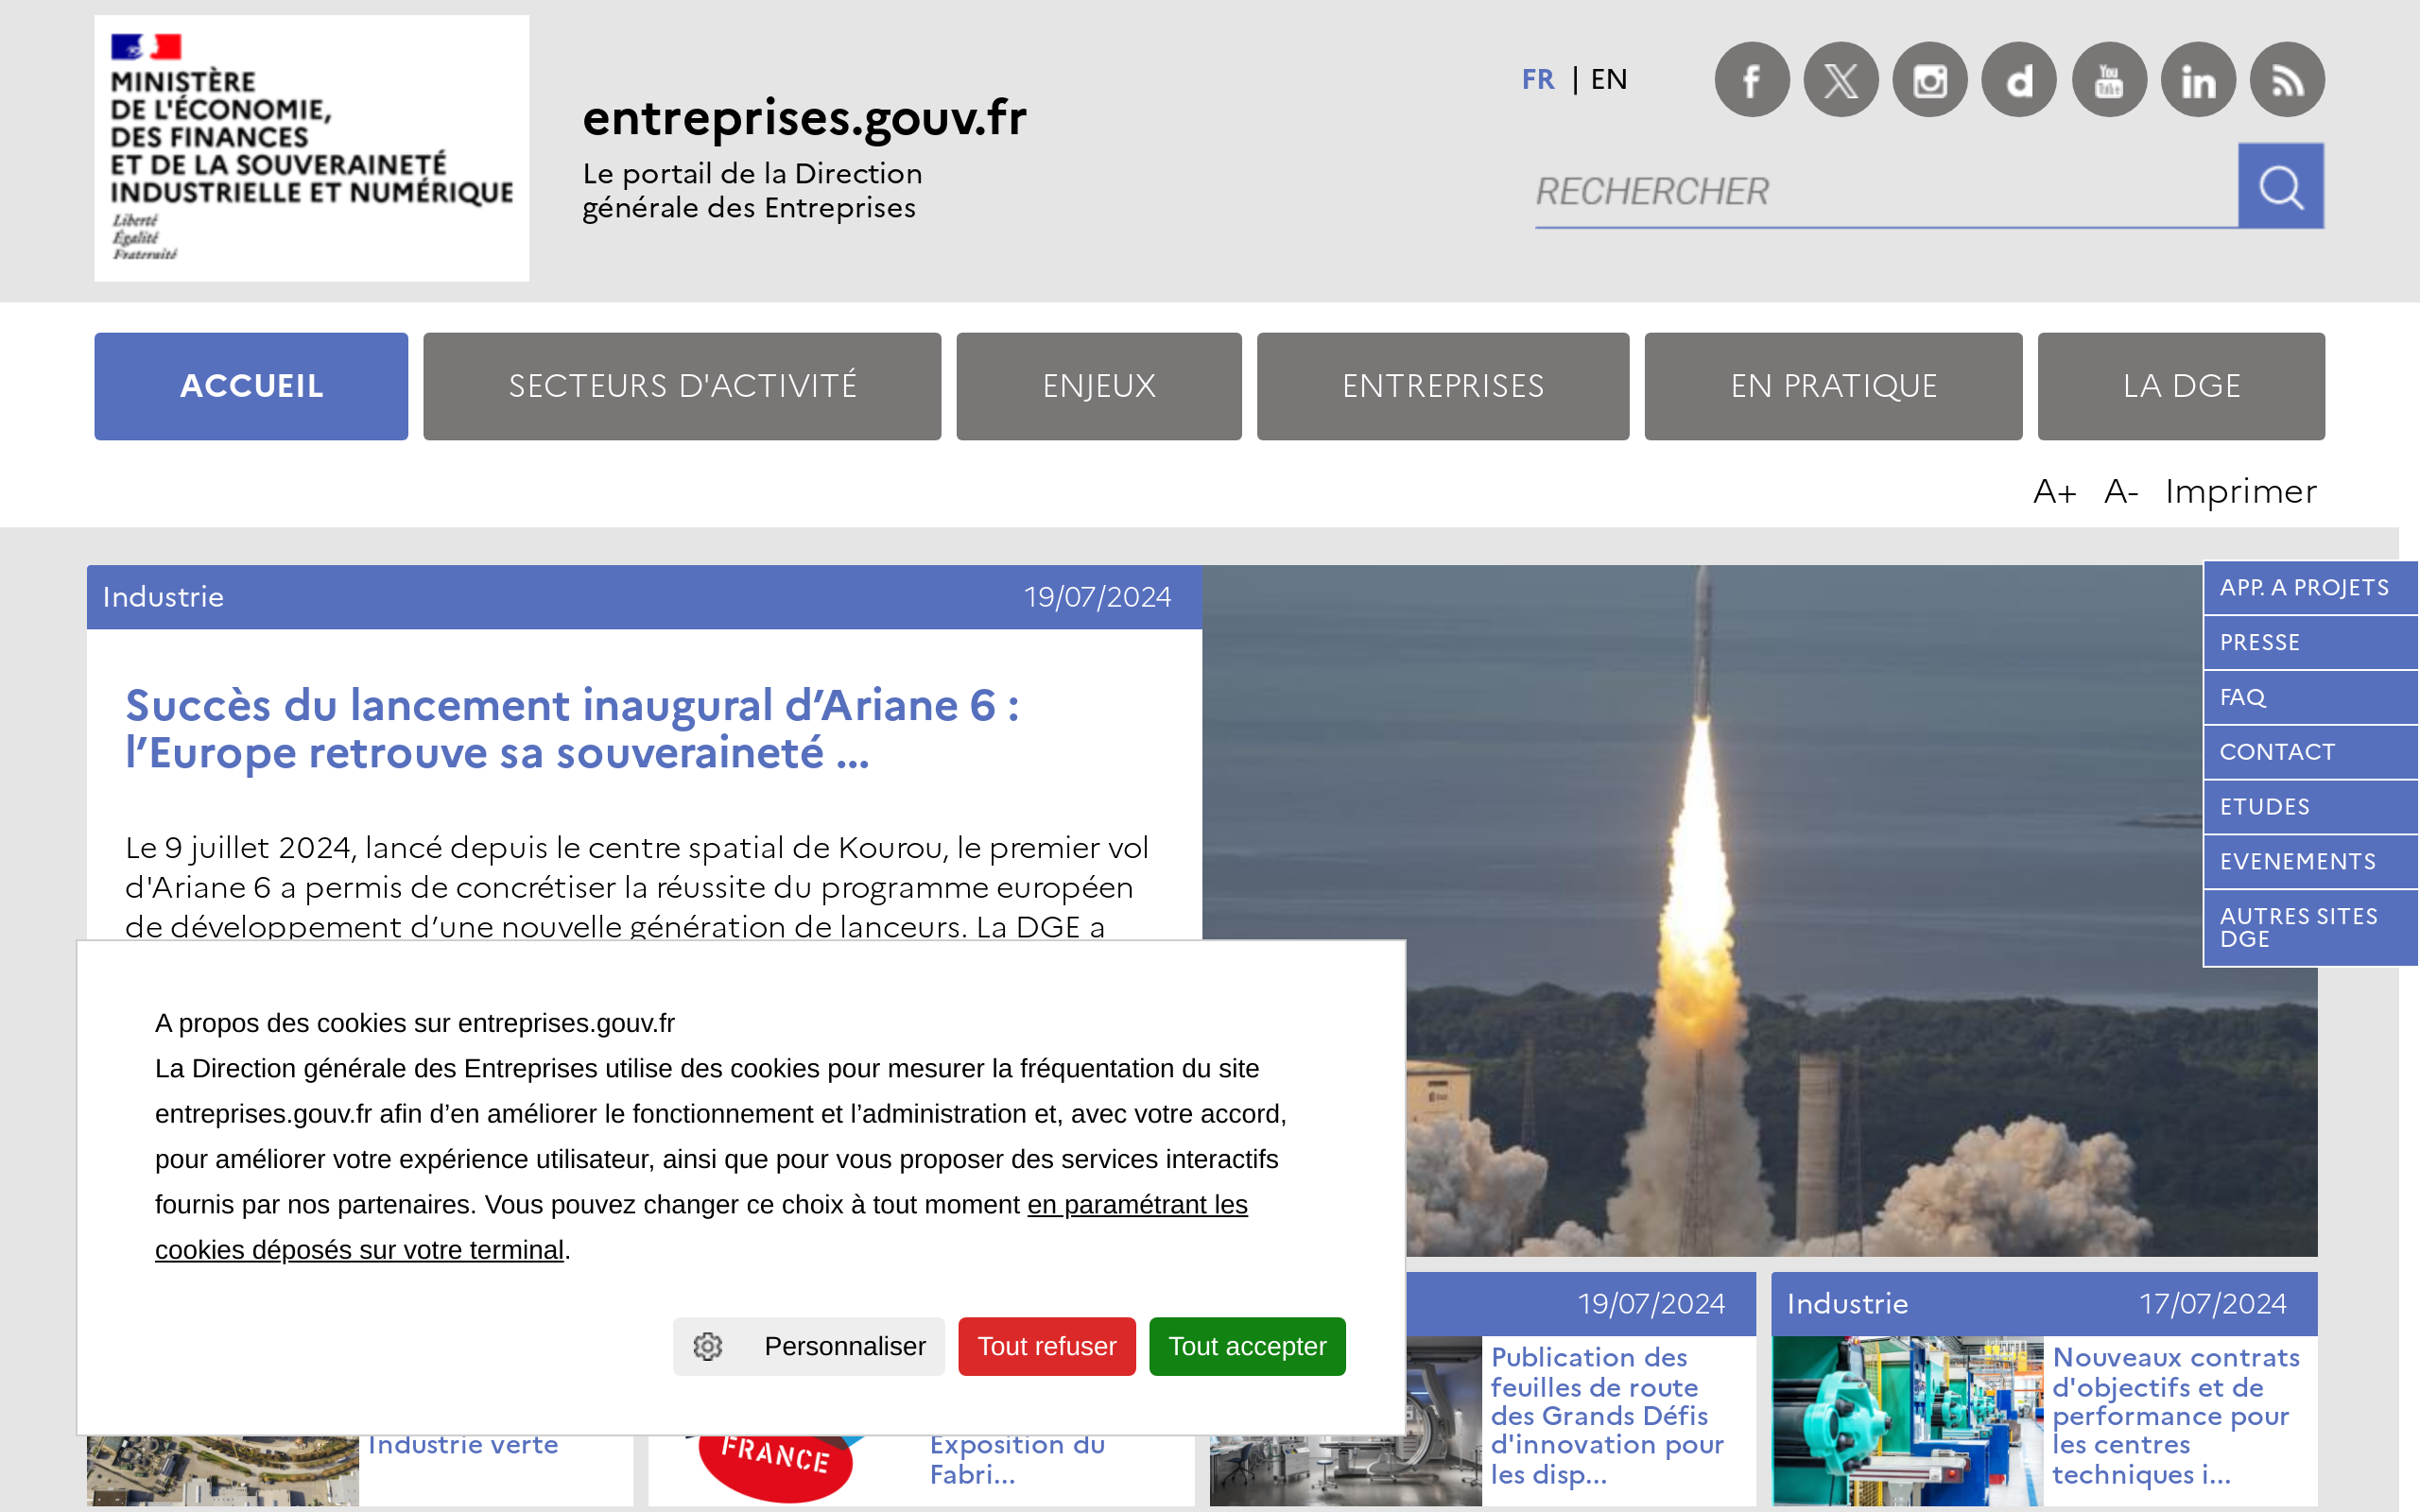 MINISTÈRE
DE L'ÉCONOMIE,
DES FINANCES
ET DE LA SOUVERAINETÉ
INDUSTRIELLE ET NUMÉRIQUE
Liberté
Égalité
Fraternité
entreprises.gouv.fr
Le portail de la Direction
générale des Entreprises
FR | EN
RECHERCHER
ACCUEIL
SECTEURS D'ACTIVITÉ
ENJEUX
ENTREPRISES
EN PRATIQUE
LA DGE
A+ A- Imprimer
Industrie 19/07/2024
Succès du lancement inaugural d’Ariane 6 :
l’Europe retrouve sa souveraineté ...
Le 9 juillet 2024, lancé depuis le centre spatial de Kourou, le premier vol
d'Ariane 6 a permis de concrétiser la réussite du programme européen
de développement d’une nouvelle génération de lanceurs. La DGE a
APP. A PROJETS
PRESSE
FAQ
CONTACT
ETUDES
EVENEMENTS
AUTRES SITES
DGE
A propos des cookies sur entreprises.gouv.fr
La Direction générale des Entreprises utilise des cookies pour mesurer la fréquentation du site
entreprises.gouv.fr afin d’en améliorer le fonctionnement et l’administration et, avec votre accord,
pour améliorer votre expérience utilisateur, ainsi que pour vous proposer des services interactifs
fournis par nos partenaires. Vous pouvez changer ce choix à tout moment en paramétrant les
cookies déposés sur votre terminal.
Personnaliser
Tout refuser
Tout accepter
Industrie verte
FRANCE
Exposition du
Fabri...
19/07/2024
Publication des
feuilles de route
des Grands Défis
d'innovation pour
les disp...
Industrie 17/07/2024
Nouveaux contrats
d'objectifs et de
performance pour
les centres
techniques i...